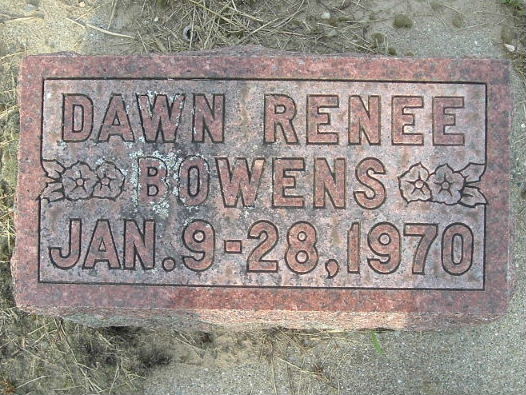 DAWN RENEE
BOWENS
JAN. 9-28, 1970